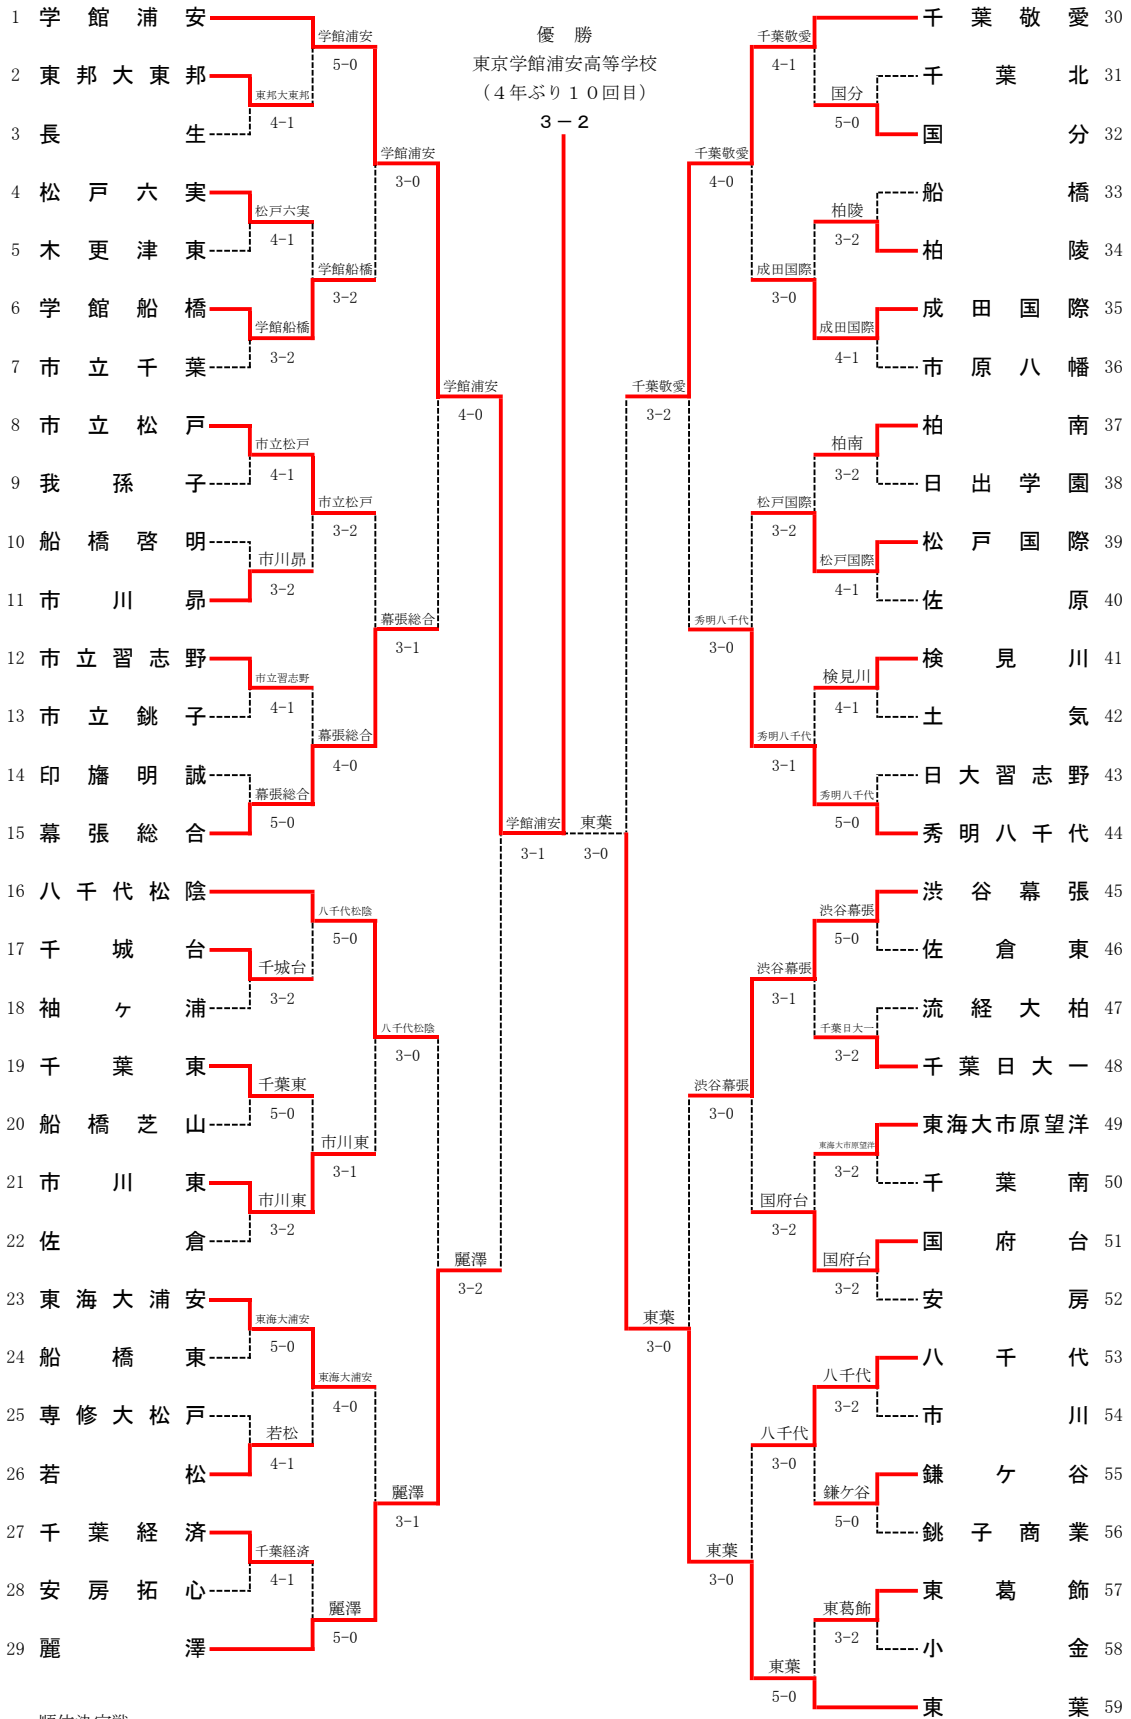 優 勝
東京学館浦安高等学校
（４年ぶり１０回目）
３－２
1 学館浦安
2 東邦大東邦
3 長生
4 松戸六実
5 木更津東
6 学館船橋
7 市立千葉
8 市立松戸
9 我孫子
10 船橋啓明
11 市川昴
12 市立習志野
13 市立銚子
14 印旛明誠
15 幕張総合
16 八千代松陰
17 千城台
18 袖ヶ浦
19 千葉東
20 船橋芝山
21 市川東
22 佐倉
23 東海大浦安
24 船橋東
25 専修大松戸
26 若松
27 千葉経済
28 安房拓心
29 麗澤
学館浦安
5-0
東邦大東邦
4-1
学館浦安
3-0
松戸六実
4-1
学館船橋
3-2
学館船橋
3-2
学館浦安
4-0
市立松戸
4-1
市立松戸
3-2
市川昴
3-2
幕張総合
3-1
市立習志野
4-1
幕張総合
4-0
幕張総合
5-0
学館浦安
3-1
八千代松陰
5-0
千城台
3-2
八千代松陰
3-0
千葉東
5-0
市川東
3-1
市川東
3-2
麗澤
3-2
東海大浦安
5-0
東海大浦安
4-0
若松
4-1
麗澤
3-1
千葉経済
4-1
麗澤
5-0
千葉敬愛 30
千葉北 31
国分 32
船橋 33
柏陵 34
成田国際 35
市原八幡 36
柏南 37
日出学園 38
松戸国際 39
佐原 40
検見川 41
土気 42
日大習志野 43
秀明八千代 44
渋谷幕張 45
佐倉東 46
流経大柏 47
千葉日大一 48
東海大市原望洋 49
千葉南 50
国府台 51
安房 52
八千代 53
市川 54
鎌ケ谷 55
銚子商業 56
東葛飾 57
小金 58
東葉 59
千葉敬愛
4-1
国分
5-0
千葉敬愛
4-0
柏陵
3-2
成田国際
3-0
成田国際
4-1
千葉敬愛
3-2
柏南
3-2
松戸国際
3-2
松戸国際
4-1
秀明八千代
3-0
検見川
4-1
秀明八千代
3-1
秀明八千代
5-0
東葉
3-0
渋谷幕張
5-0
渋谷幕張
3-1
千葉日大一
3-2
渋谷幕張
3-0
東海大市原望洋
3-2
国府台
3-2
国府台
3-2
東葉
3-0
八千代
3-2
八千代
3-0
鎌ケ谷
5-0
東葉
3-0
東葛飾
3-2
東葉
5-0